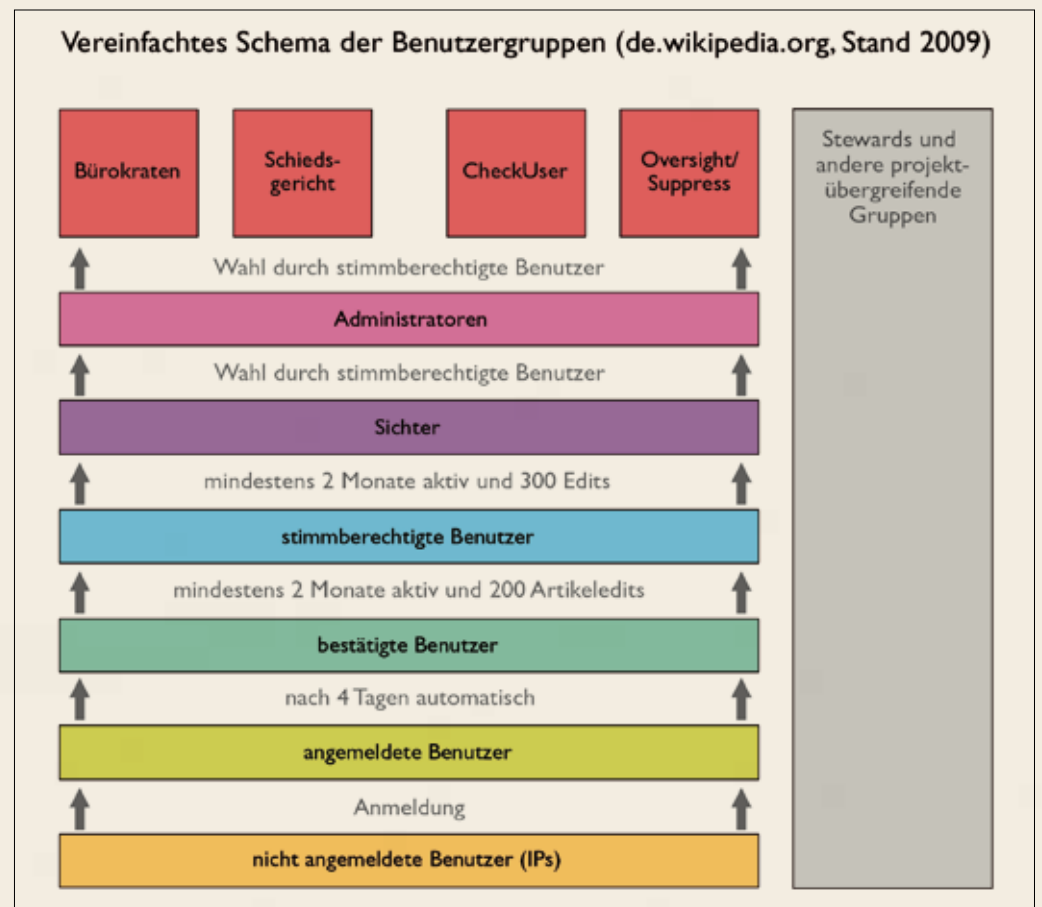 Vereinfachtes Schema der Benutzergruppen (de.wikipedia.org, Stand 2009)
Bürokraten
Schieds-
gericht
CheckUser
Oversight/
Suppress
Stewards und
andere projekt-
übergreifende
Gruppen
Wahl durch stimmberechtigte Benutzer
Administratoren
Wahl durch stimmberechtigte Benutzer
Sichter
mindestens 2 Monate aktiv und 300 Edits
stimmberechtigte Benutzer
mindestens 2 Monate aktiv und 200 Artikeledits
bestätigte Benutzer
nach 4 Tagen automatisch
angemeldete Benutzer
Anmeldung
nicht angemeldete Benutzer (IPs)